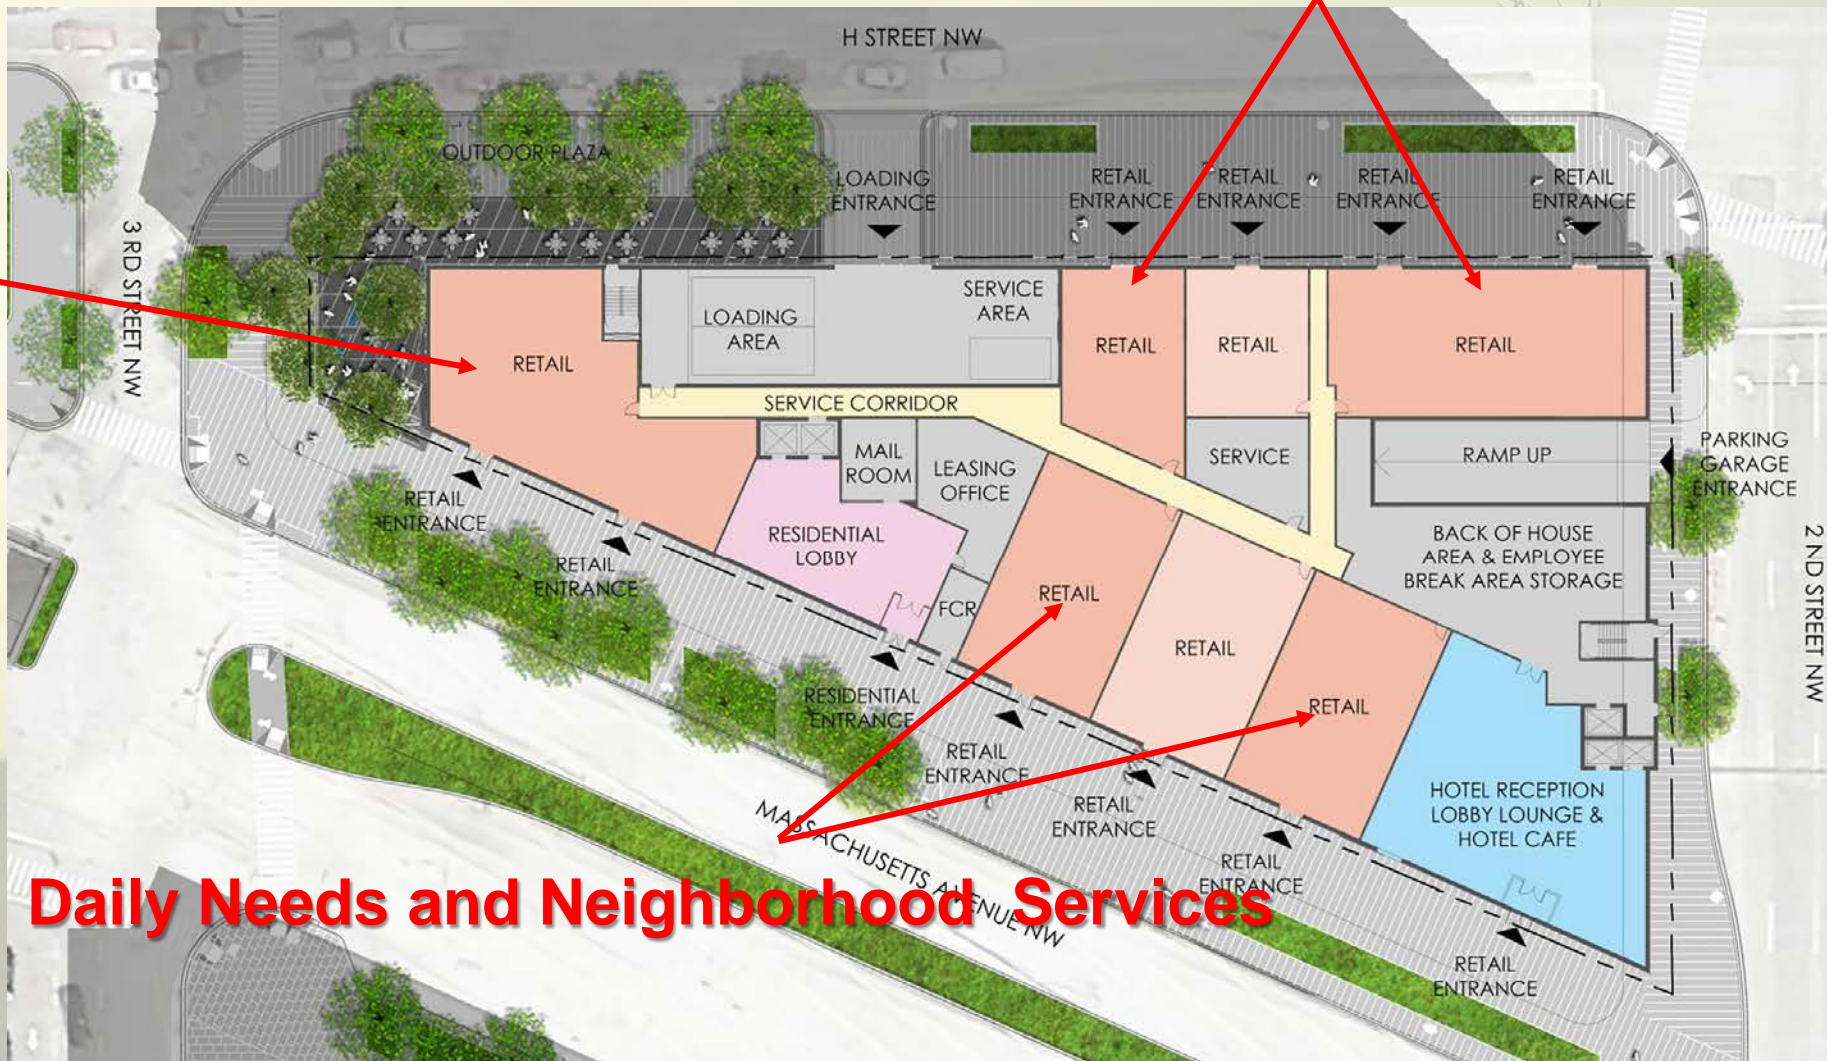 H STREET NW
OUTDOOR PLAZA
LOADING
ENTRANCE
RETAIL
ENTRANCE
RETAIL
ENTRANCE
RETAIL
ENTRANCE
RETAIL
ENTRANCE
3 RD STREET NW
RETAIL
LOADING
AREA
SERVICE
AREA
RETAIL
RETAIL
RETAIL
SERVICE CORRIDOR
MAIL
ROOM
LEASING
OFFICE
SERVICE
RAMP UP
PARKING
GARAGE
ENTRANCE
RETAIL
ENTRANCE
RESIDENTIAL
LOBBY
BACK OF HOUSE
AREA & EMPLOYEE
BREAK AREA STORAGE
2 ND STREET NW
RETAIL
ENTRANCE
FCR
RETAIL
RETAIL
RETAIL
RESIDENTIAL
ENTRANCE
RETAIL
ENTRANCE
HOTEL RECEPTION
LOBBY LOUNGE &
HOTEL CAFE
RETAIL
ENTRANCE
MASSACHUSETTS AVENUE NW
RETAIL
ENTRANCE
Daily Needs and Neighborhood Services
RETAIL
ENTRANCE